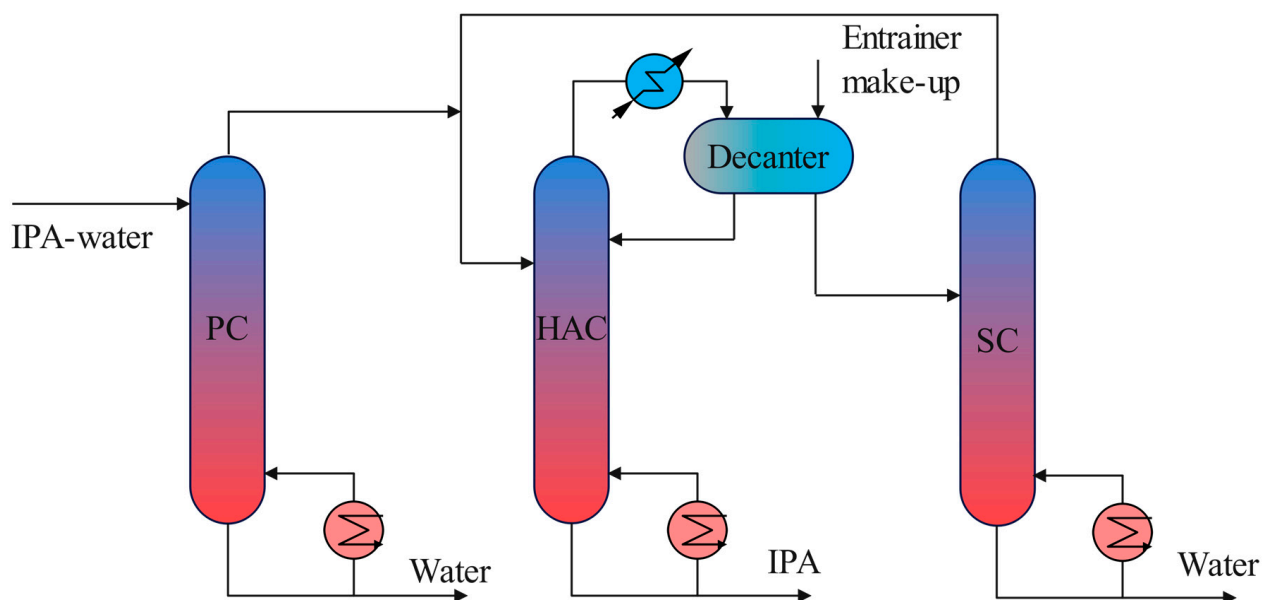 Entrainer
make-up
Decanter
IPA-water
PC
HAC
SC
Water
IPA
Water